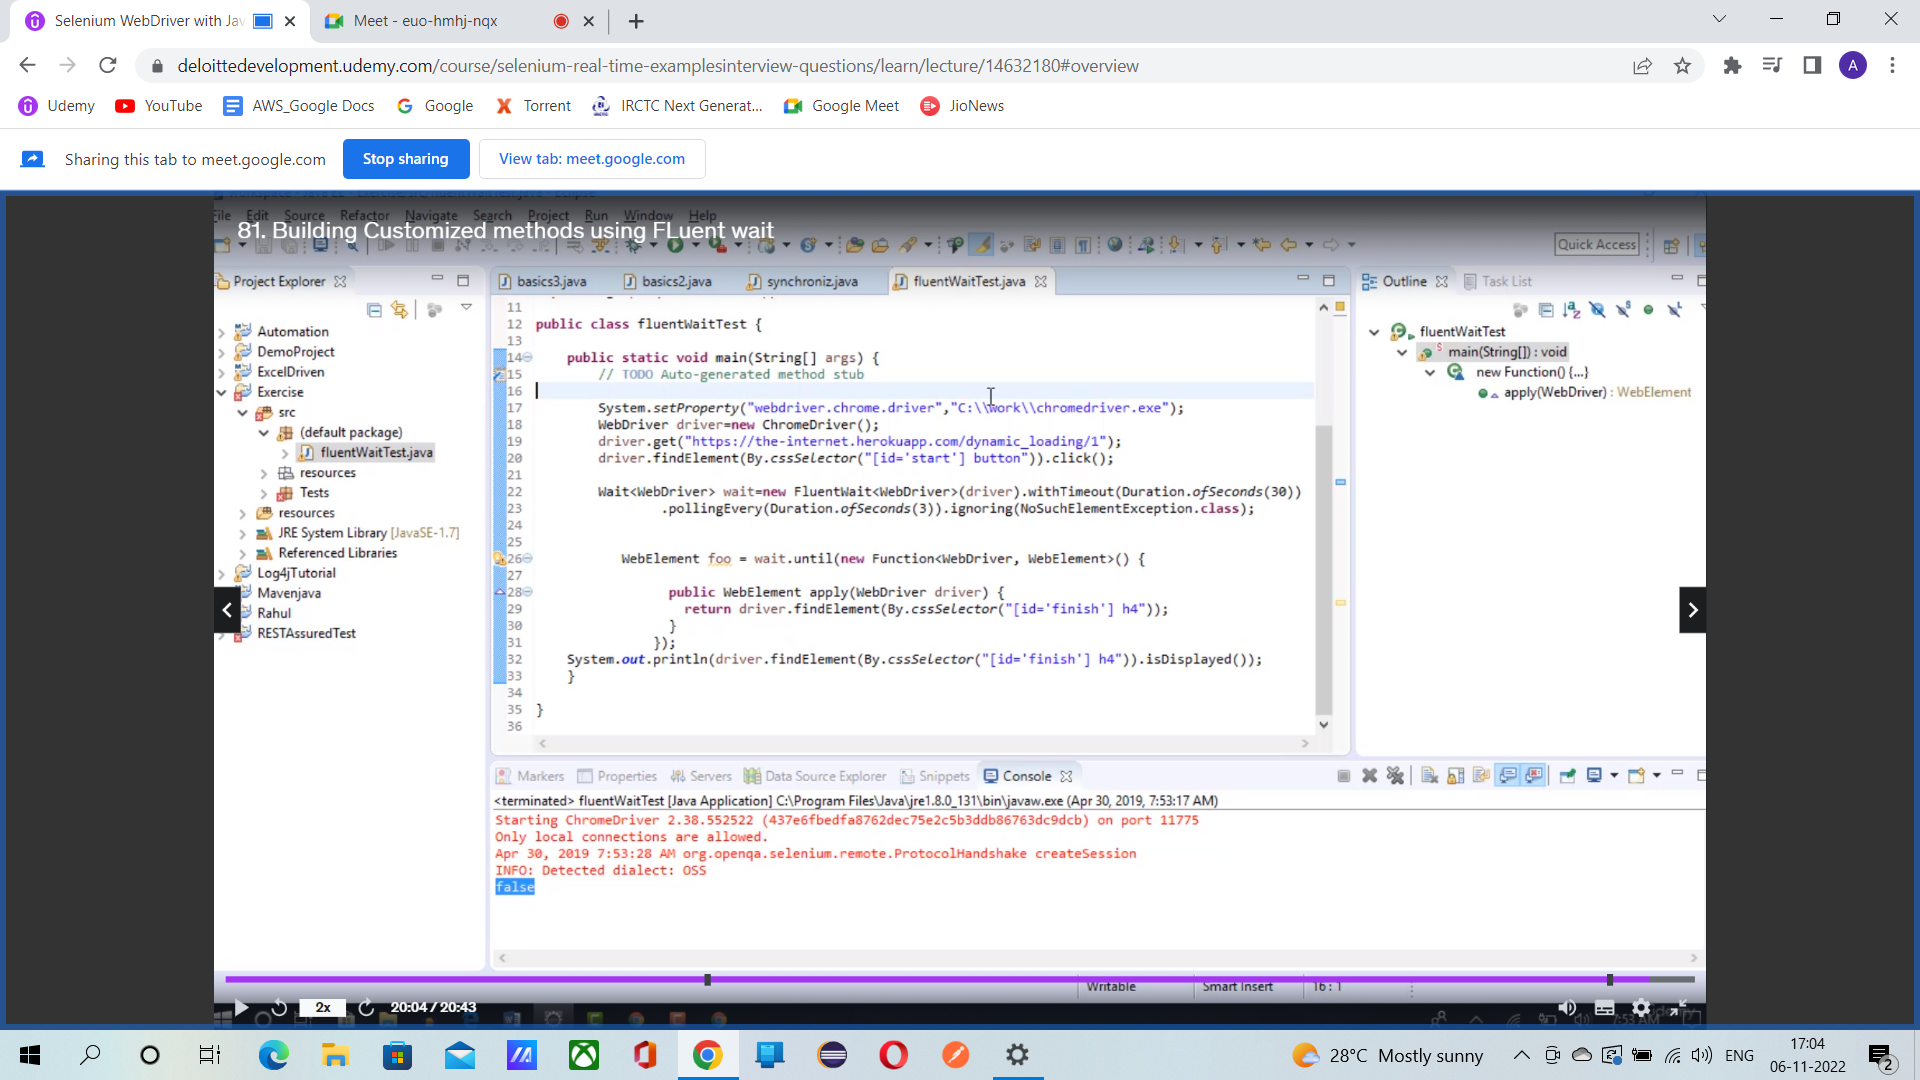 Selenium WebDriver with Jav
Meet - euo-hmhj-nqx
deloittedevelopment.udemy.com/course/selenium-real-time-examplesinterview-questions/learn/lecture/14632180#overview
A
Udemy
YouTube
AWS_Google Docs
Google
Torrent
IRCTC Next Generat...
Google Meet
JioNews
Sharing this tab to meet.google.com
Stop sharing
View tab: meet.google.com
File Edit Source Refactor Navigate Search Project Run Window Help
81. Building Customized methods using FLuent wait
Quick Access
Project Explorer
basics3.java
basics2.java
synchroniz.java
fluentWaitTest.java
Outline
Task List
Automation
DemoProject
ExcelDriven
Exercise
src
(default package)
fluentWaitTest.java
resources
Tests
resources
JRE System Library [JavaSE-1.7]
Referenced Libraries
Log4jTutorial
Mavenjava
Rahul
RESTAssuredTest
11
12 public class fluentWaitTest {
13
14 public static void main(String[] args) {
15 // TODO Auto-generated method stub
16
17 System.setProperty("webdriver.chrome.driver","C:\\work\\chromedriver.exe");
18 WebDriver driver=new ChromeDriver();
19 driver.get("https://the-internet.herokuapp.com/dynamic_loading/1");
20 driver.findElement(By.cssSelector("[id='start'] button")).click();
21
22 Wait<WebDriver> wait=new FluentWait<WebDriver>(driver).withTimeout(Duration.ofSeconds(30))
23 .pollingEvery(Duration.ofSeconds(3)).ignoring(NoSuchElementException.class);
24
25
26 WebElement foo = wait.until(new Function<WebDriver, WebElement>() {
27
28 public WebElement apply(WebDriver driver) {
29 return driver.findElement(By.cssSelector("[id='finish'] h4"));
30 }
31 });
32 System.out.println(driver.findElement(By.cssSelector("[id='finish'] h4")).isDisplayed());
33 }
34
35 }
36
fluentWaitTest
main(String[]) : void
new Function() {...}
apply(WebDriver) : WebElement
Markers
Properties
Servers
Data Source Explorer
Snippets
Console
<terminated> fluentWaitTest [Java Application] C:\Program Files\Java\jre1.8.0_131\bin\javaw.exe (Apr 30, 2019, 7:53:17 AM)
Starting ChromeDriver 2.38.552522 (437e6fbedfa8762dec75e2c5b3ddb86763dc9dcb) on port 11775
Only local connections are allowed.
Apr 30, 2019 7:53:28 AM org.openqa.selenium.remote.ProtocolHandshake createSession
INFO: Detected dialect: OSS
false
Writable
Smart Insert
16 : 1
2x
20:04 / 20:43
28°C Mostly sunny
ENG
17:04
06-11-2022
2